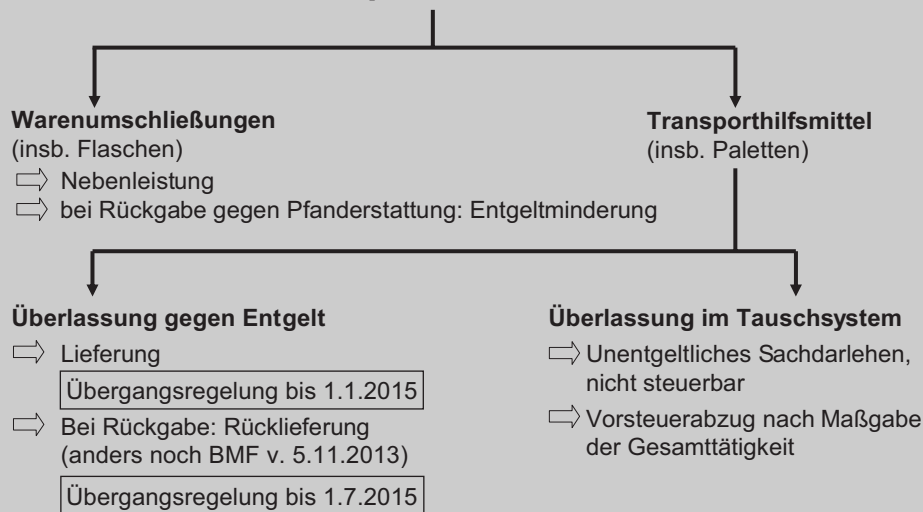 Warenumschließungen
(insb. Flaschen)
Nebenleistung
bei Rückgabe gegen Pfanderstattung: Entgeltminderung
Transporthilfsmittel
(insb. Paletten)
Überlassung gegen Entgelt
Lieferung
Übergangsregelung bis 1.1.2015
Bei Rückgabe: Rücklieferung
(anders noch BMF v. 5.11.2013)
Übergangsregelung bis 1.7.2015
Überlassung im Tauschsystem
Unentgeltliches Sachdarlehen,
nicht steuerbar
Vorsteuerabzug nach Maßgabe
der Gesamttätigkeit